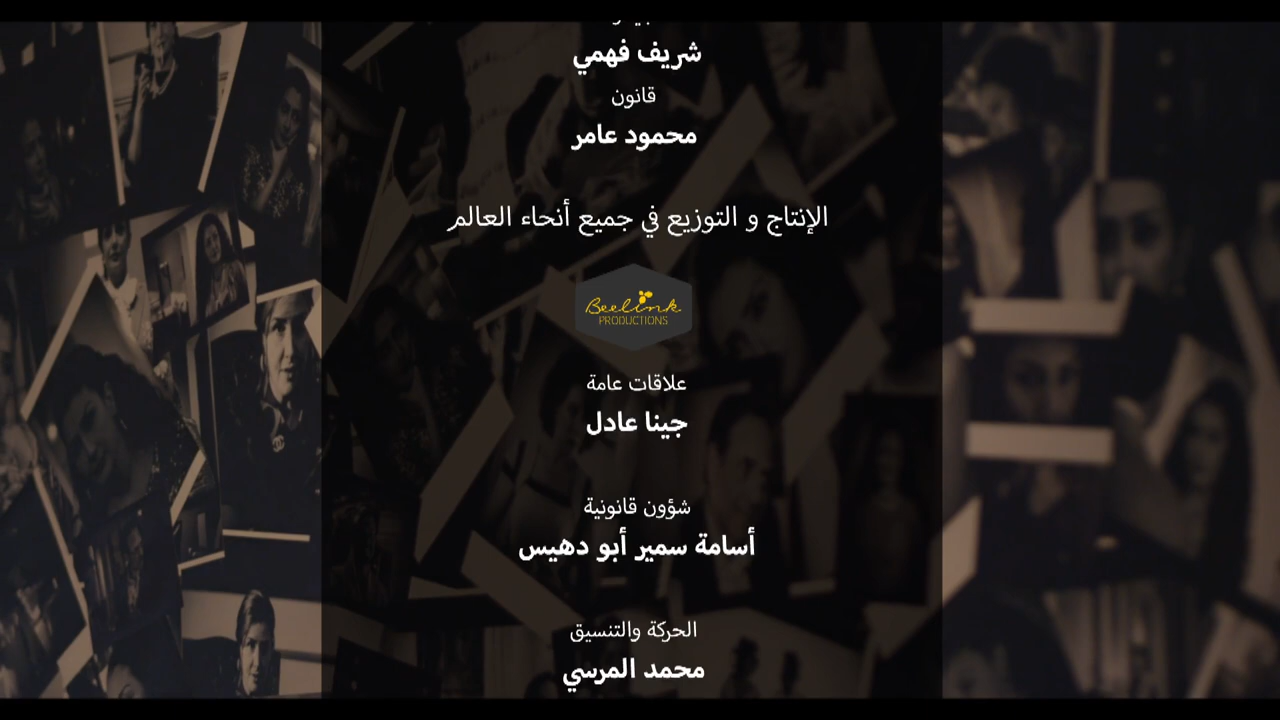 شريف فهمي
قانون
محمود عامر
الإنتاج و التوزيع في جميع أنحاء العالم
Beelink
PRODUCTIONS
علاقات عامة
جينا عادل
شؤون قانونية
أسامة سمير أبو دهيس
الحركة والتنسيق
محمد المرسي